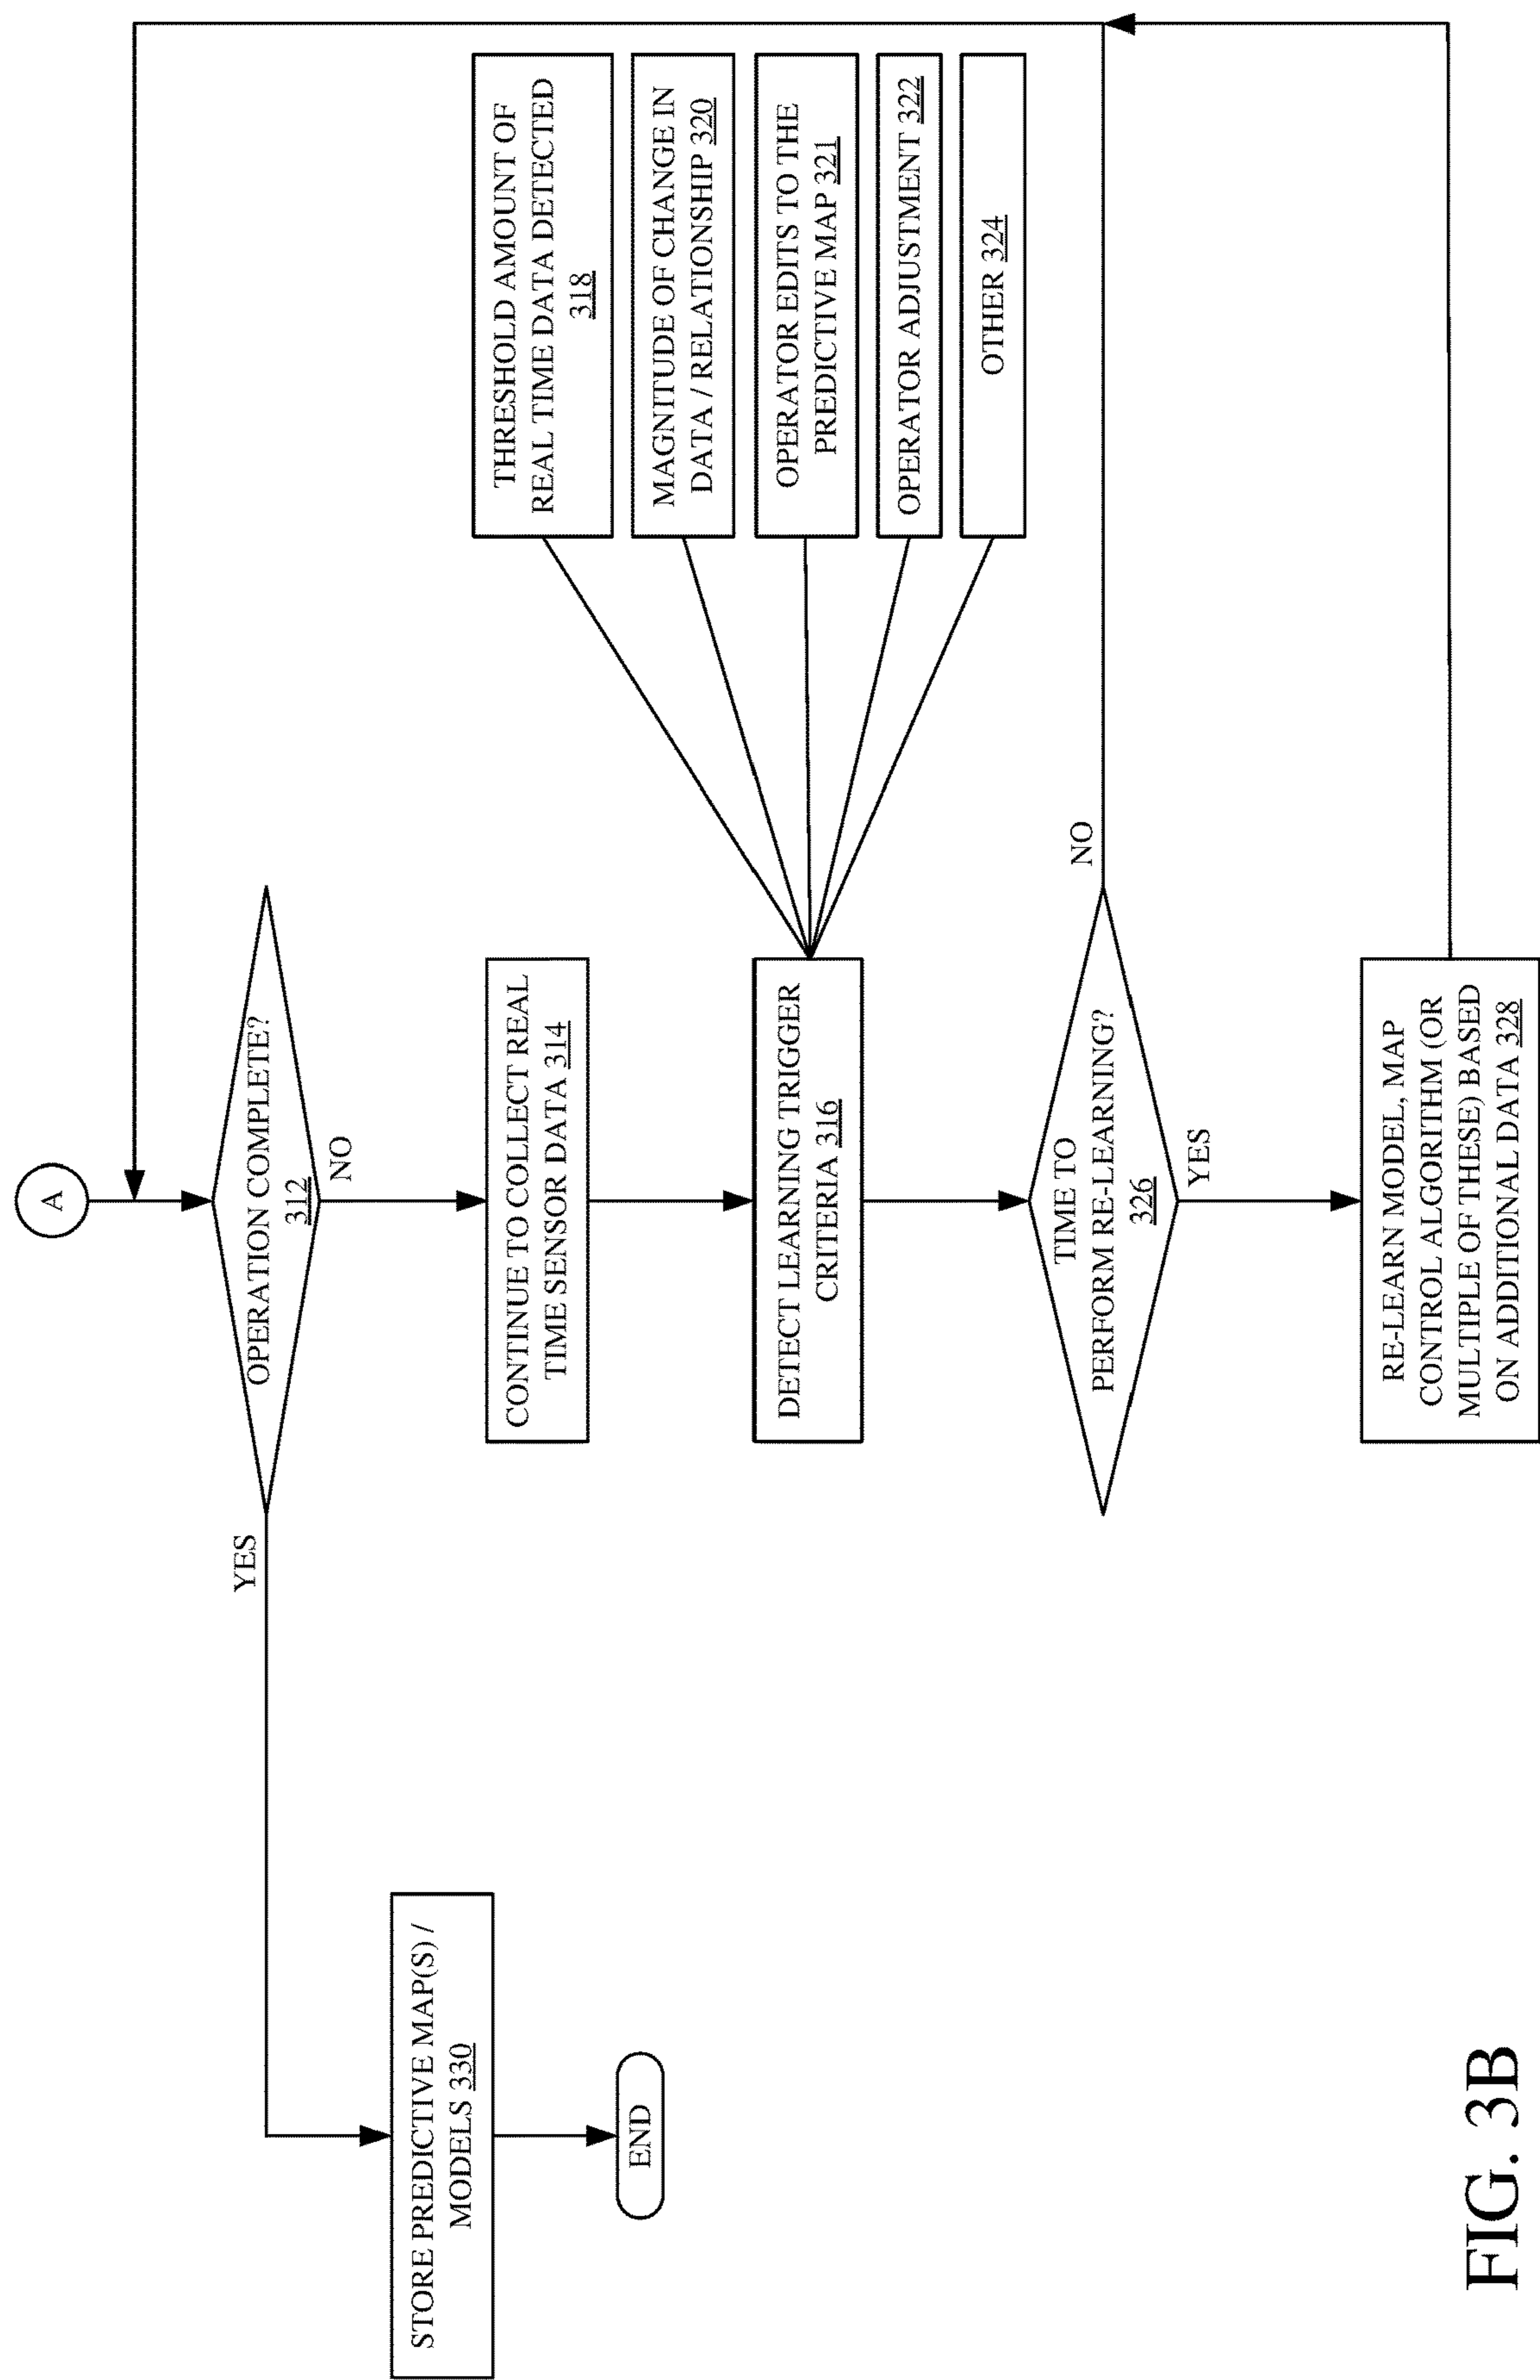 A
OPERATION COMPLETE?
312
YES
NO
CONTINUE TO COLLECT REAL
TIME SENSOR DATA 314
DETECT LEARNING TRIGGER
CRITERIA 316
THRESHOLD AMOUNT OF
REAL TIME DATA DETECTED
318
MAGNITUDE OF CHANGE IN
DATA / RELATIONSHIP 320
OPERATOR EDITS TO THE
PREDICTIVE MAP 321
OPERATOR ADJUSTMENT 322
OTHER 324
TIME TO
PERFORM RE-LEARNING?
326
NO
YES
RE-LEARN MODEL, MAP
CONTROL ALGORITHM (OR
MULTIPLE OF THESE) BASED
ON ADDITIONAL DATA 328
STORE PREDICTIVE MAP(S) /
MODELS 330
END
FIG. 3B